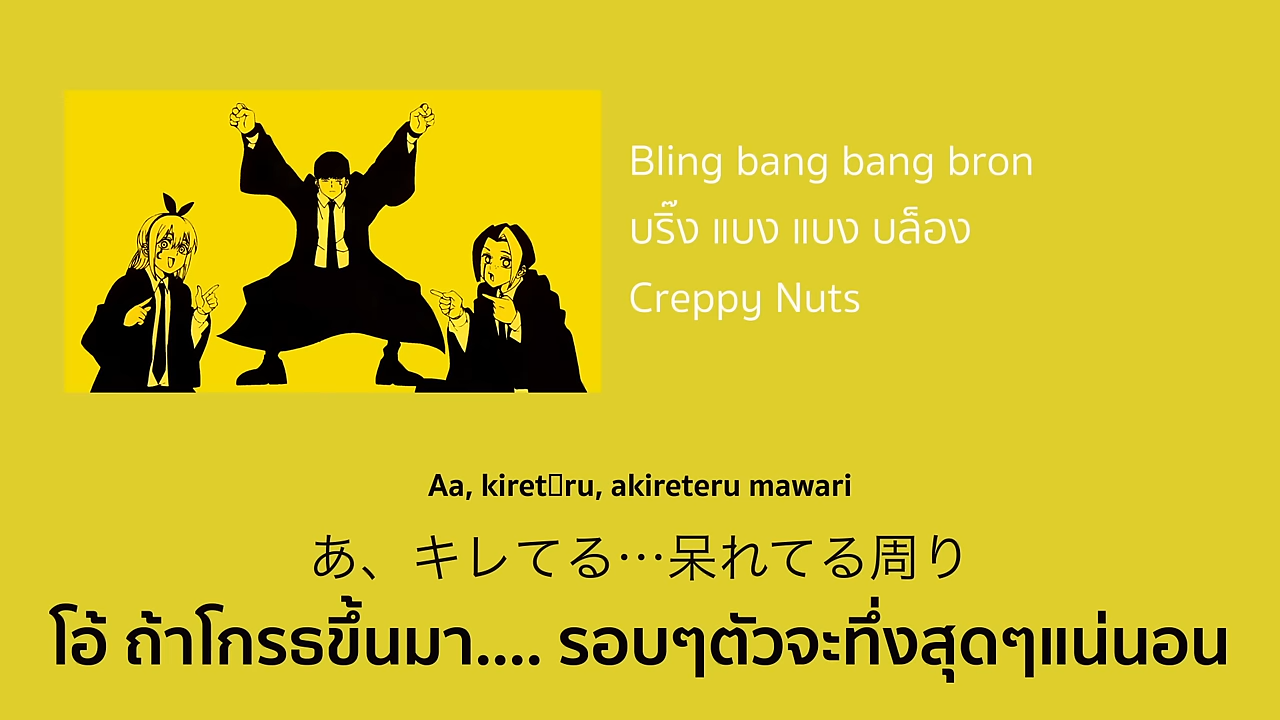 Bling bang bang bron
บริ๊ง แบง แบง บล็อง
Creppy Nuts
Aa, kiret▯ru, akireteru mawari
あ、キレてる…呆れてる周り
โอ้ ถ้าโกรธขึ้นมา.... รอบๆตัวจะทึ่งสุดๆแน่นอน